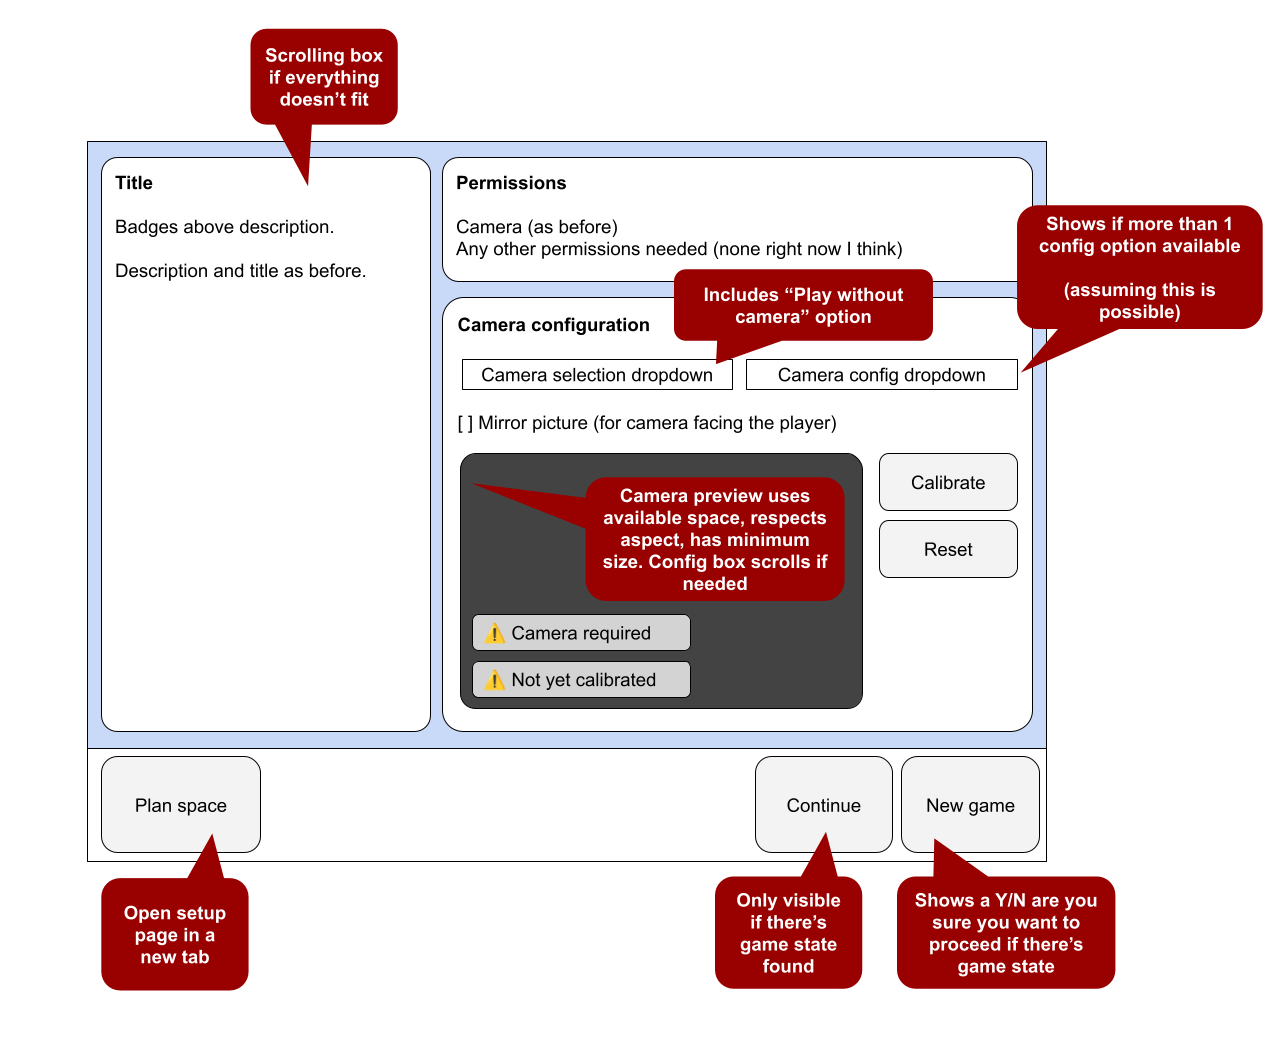 Scrolling box
if everything
doesn’t fit
Title
Badges above description.
Description and title as before.
Permissions
Camera (as before)
Any other permissions needed (none right now I think)
Shows if more than 1
config option available
(assuming this is
possible)
Includes “Play without
camera” option
Camera configuration
Camera selection dropdown
Camera config dropdown
[ ] Mirror picture (for camera facing the player)
Camera preview uses
available space, respects
aspect, has minimum
size. Config box scrolls if
needed
Calibrate
Reset
⚠️ Camera required
⚠️ Not yet calibrated
Plan space
Continue
New game
Open setup
page in a
new tab
Only visible
if there’s
game state
found
Shows a Y/N are you
sure you want to
proceed if there’s
game state